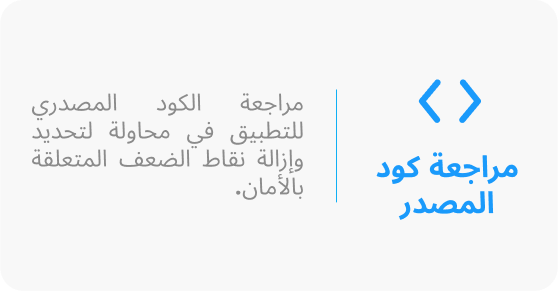 مراجعة كود
المصدر
مراجعة الكود المصدري
للتطبيق في محاولة لتحديد
وإزالة نقاط الضعف المتعلقة
بالأمان.